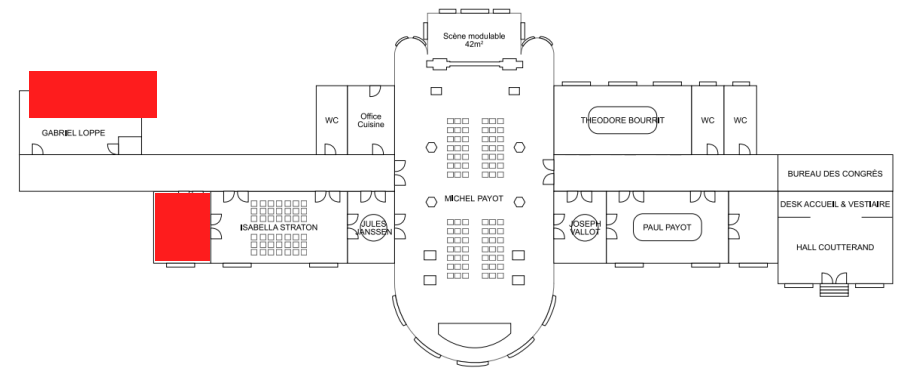 Scène modulable
42m²
GABRIEL LOPPE
WC
Office
Cuisine
THEODORE BOURRIT
WC
WC
BUREAU DES CONGRÈS
MICHEL PAYOT
DESK ACCUEIL & VESTIAIRE
ISABELLA STRATON
JULES
JANSSEN
JOSEPH
VALLOT
PAUL PAYOT
HALL COUTTERAND